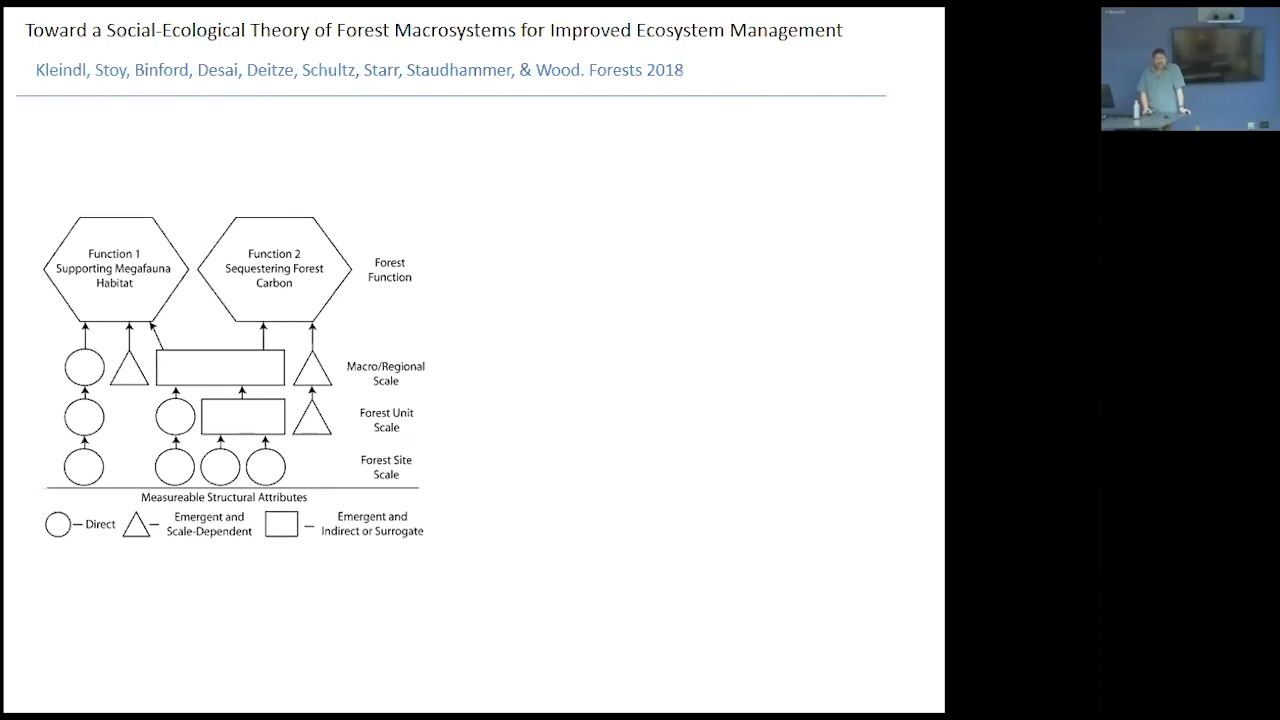 Toward a Social-Ecological Theory of Forest Macrosystems for Improved Ecosystem Management
Kleindl, Stoy, Binford, Desai, Deitze, Schultz, Starr, Staudhammer, & Wood. Forests 2018
Function 1
Supporting Megafauna
Habitat
Function 2
Sequestering Forest
Carbon
Forest
Function
Macro/Regional
Scale
Forest Unit
Scale
Forest Site
Scale
Measureable Structural Attributes
Direct
Emergent and
Scale-Dependent
Emergent and
Indirect or Surrogate